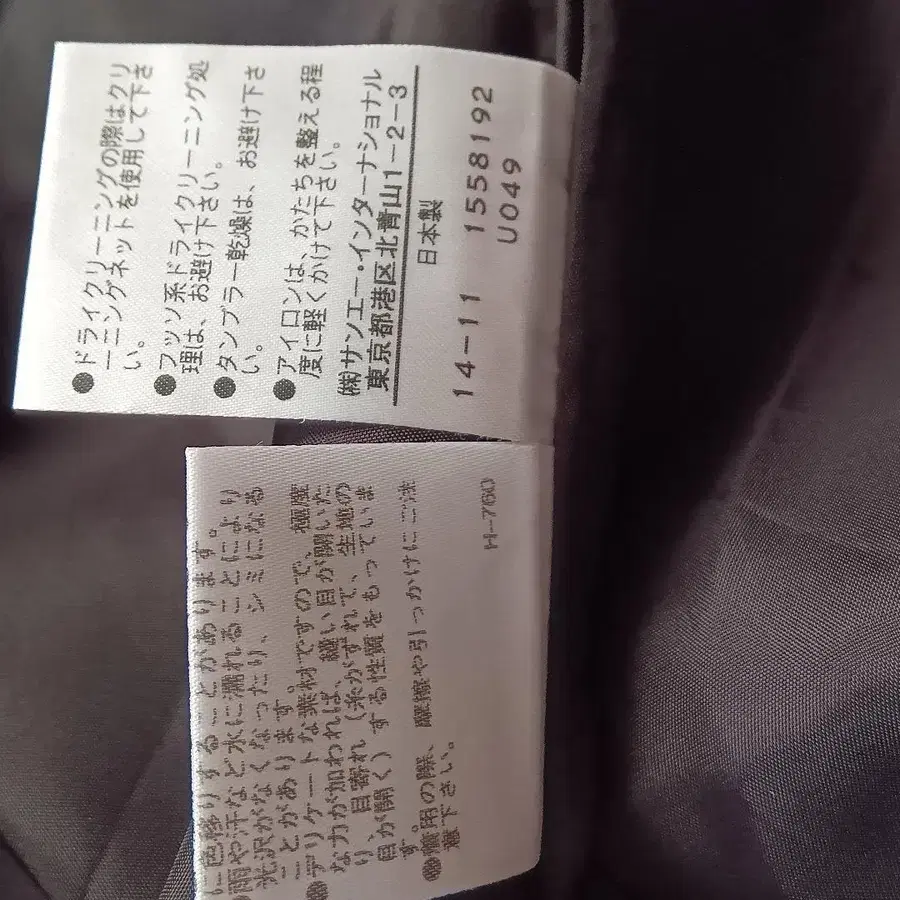 ●ドライクリーニングの際はクリ
ーニングネットを使用して下さ
い。
●フッソ系ドライクリーニング処
理は、お避け下さい。
●タンブラー乾燥は、お避け下さ
い。
●アイロンは、かたちを整える程
度に軽くかけて下さい。
(株)サンエー・インターナショナル
東京都港区北青山1-2-3
日本製
14-11 1558192
U049
に色移りすることがあります。
●雨や汗など水に濡れることにより
光沢がなくなったり、シミになる
ことがあります。
●デリケートな素材ですので、極度
な力が加われば、縫い目が開いた
り、目寄れ(糸がずれて、生地の
目が開く)する性質をもっていま
す。
●着用の際、摩擦や引っかけにご注
意下さい。
H-760